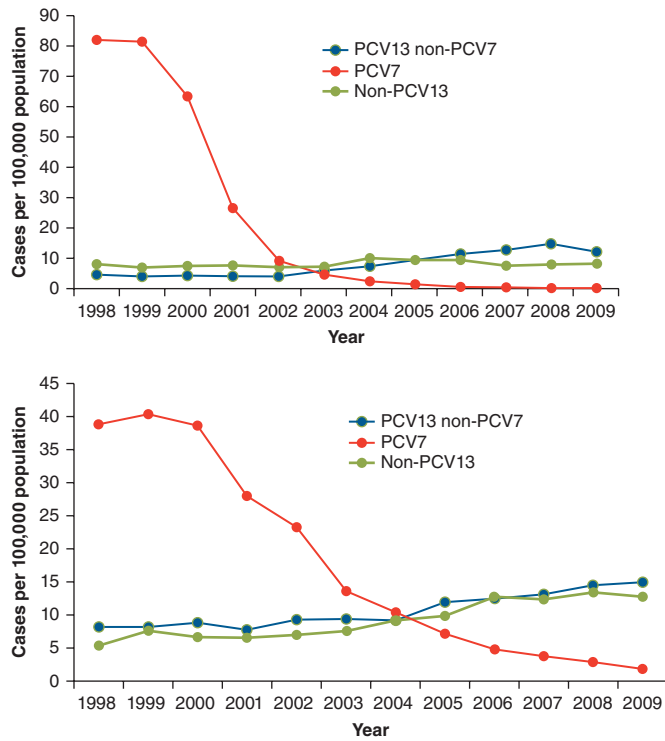 90
80
70
60
50
40
30
20
10
0
Cases per 100,000 population
PCV13 non-PCV7
PCV7
Non-PCV13
1998 1999 2000 2001 2002 2003 2004 2005 2006 2007 2008 2009
Year
45
40
35
30
25
20
15
10
5
0
Cases per 100,000 population
PCV13 non-PCV7
PCV7
Non-PCV13
1998 1999 2000 2001 2002 2003 2004 2005 2006 2007 2008 2009
Year